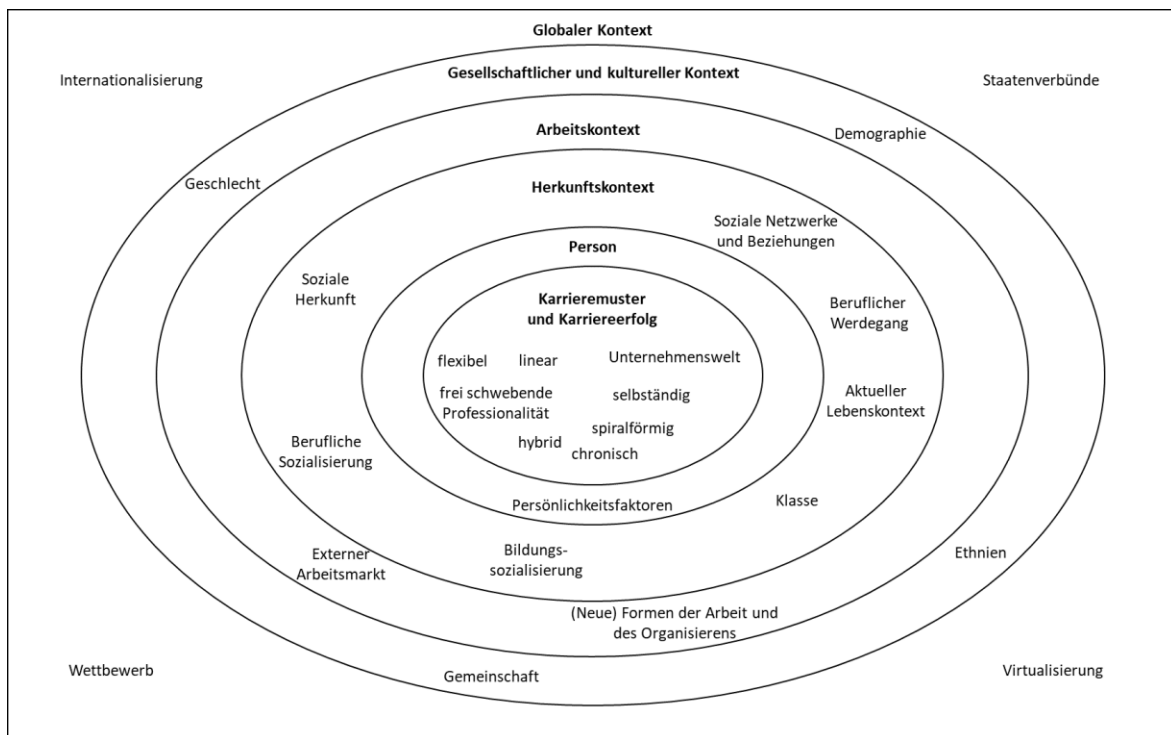 Globaler Kontext
Internationalisierung
Staatenverbünde
Gesellschaftlicher und kultureller Kontext
Demographie
Arbeitskontext
Geschlecht
Herkunftskontext
Soziale Netzwerke
und Beziehungen
Person
Soziale
Herkunft
Beruflicher
Werdegang
Karrieremuster
und Karriereerfolg
flexibel
linear
Unternehmenswelt
frei schwebende
Professionalität
selbständig
spiralförmig
hybrid
chronisch
Aktueller
Lebenskontext
Berufliche
Sozialisierung
Persönlichkeitsfaktoren
Klasse
Externer
Arbeitsmarkt
Bildungs-
sozialisierung
Ethnien
(Neue) Formen der Arbeit und
des Organisierens
Wettbewerb
Gemeinschaft
Virtualisierung